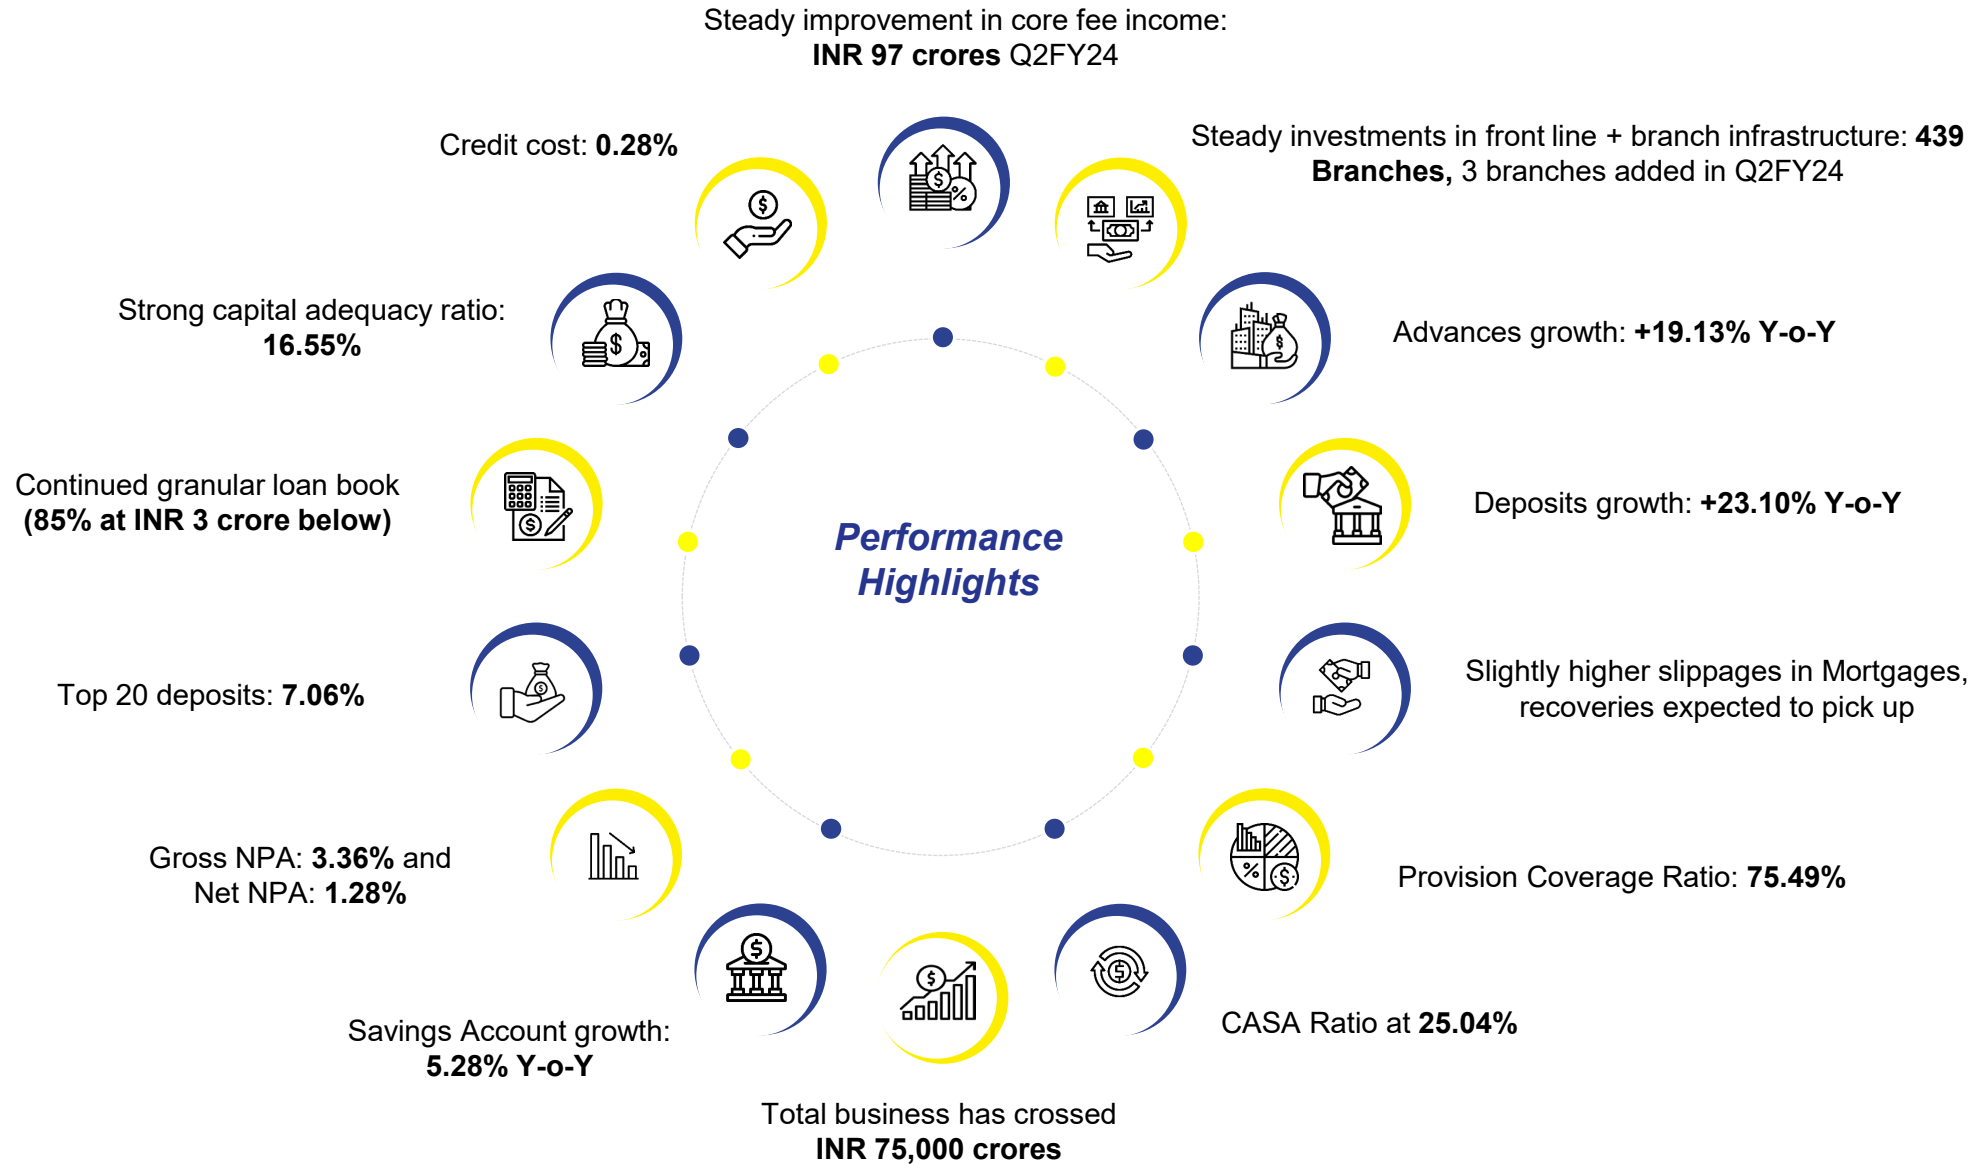 Steady improvement in core fee income:
INR 97 crores Q2FY24
Steady investments in front line + branch infrastructure: 439
Branches, 3 branches added in Q2FY24
Advances growth: +19.13% Y-o-Y
Deposits growth: +23.10% Y-o-Y
Slightly higher slippages in Mortgages,
recoveries expected to pick up
Provision Coverage Ratio: 75.49%
CASA Ratio at 25.04%
Total business has crossed
INR 75,000 crores
Savings Account growth:
5.28% Y-o-Y
Gross NPA: 3.36% and
Net NPA: 1.28%
Top 20 deposits: 7.06%
Continued granular loan book
(85% at INR 3 crore below)
Strong capital adequacy ratio:
16.55%
Credit cost: 0.28%
Performance
Highlights